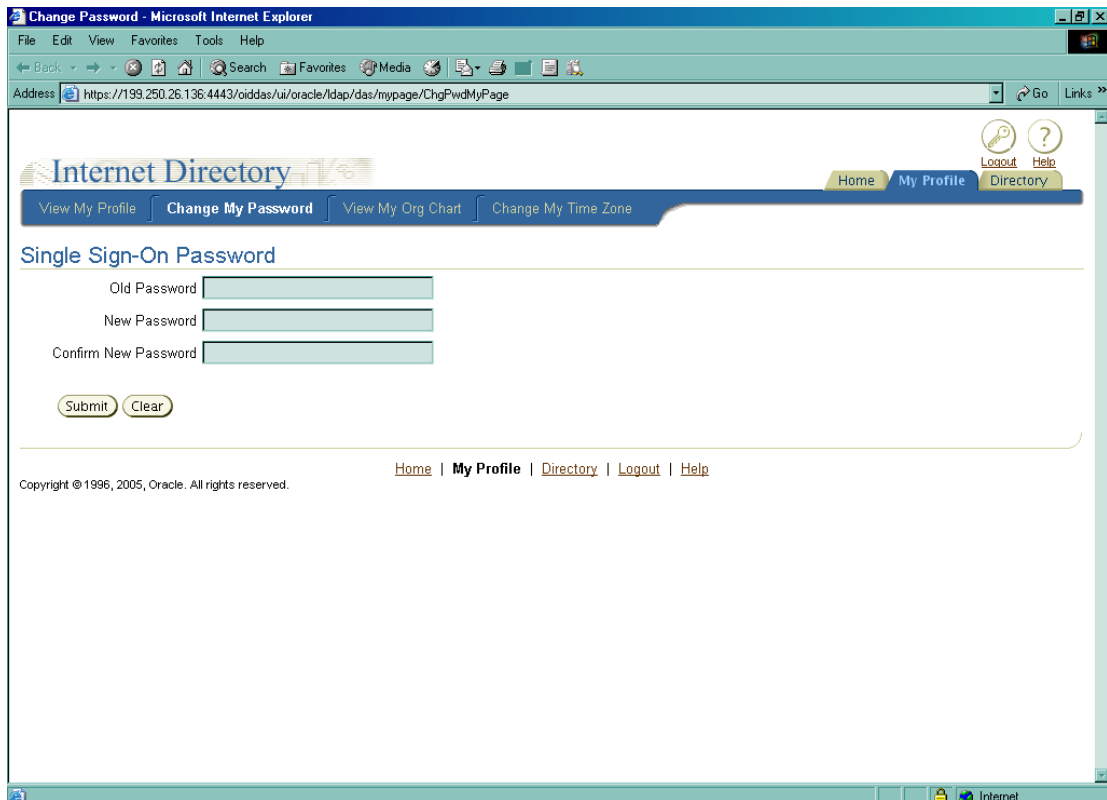 Change Password - Microsoft Internet Explorer
File Edit View Favorites Tools Help
Back Search Favorites Media
Address https://199.250.26.136:4443/oiddas/ui/oracle/ldap/das/mypage/ChgPwdMyPage Go Links »
Logout Help
Internet Directory
Home My Profile Directory
View My Profile Change My Password View My Org Chart Change My Time Zone
Single Sign-On Password
Old Password
New Password
Confirm New Password
Submit Clear
Home | My Profile | Directory | Logout | Help
Copyright © 1996, 2005, Oracle. All rights reserved.
Internet